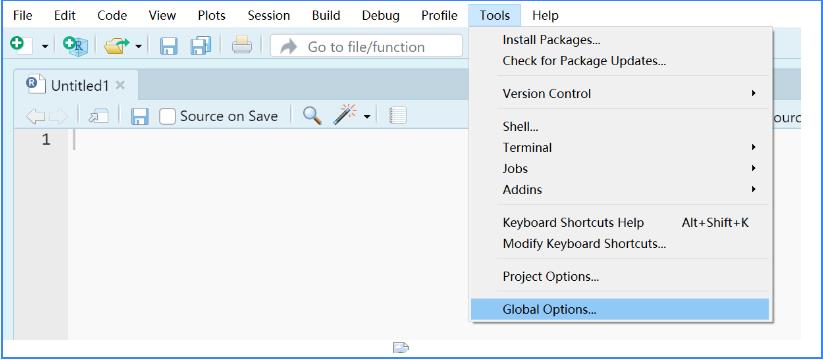 File Edit Code View Plots Session Build Debug Profile Tools Help
Go to file/function
Untitled1
Source on Save
1
Install Packages...
Check for Package Updates...
Version Control
Shell...
Terminal
Jobs
Addins
Keyboard Shortcuts Help Alt+Shift+K
Modify Keyboard Shortcuts...
Project Options...
Global Options...